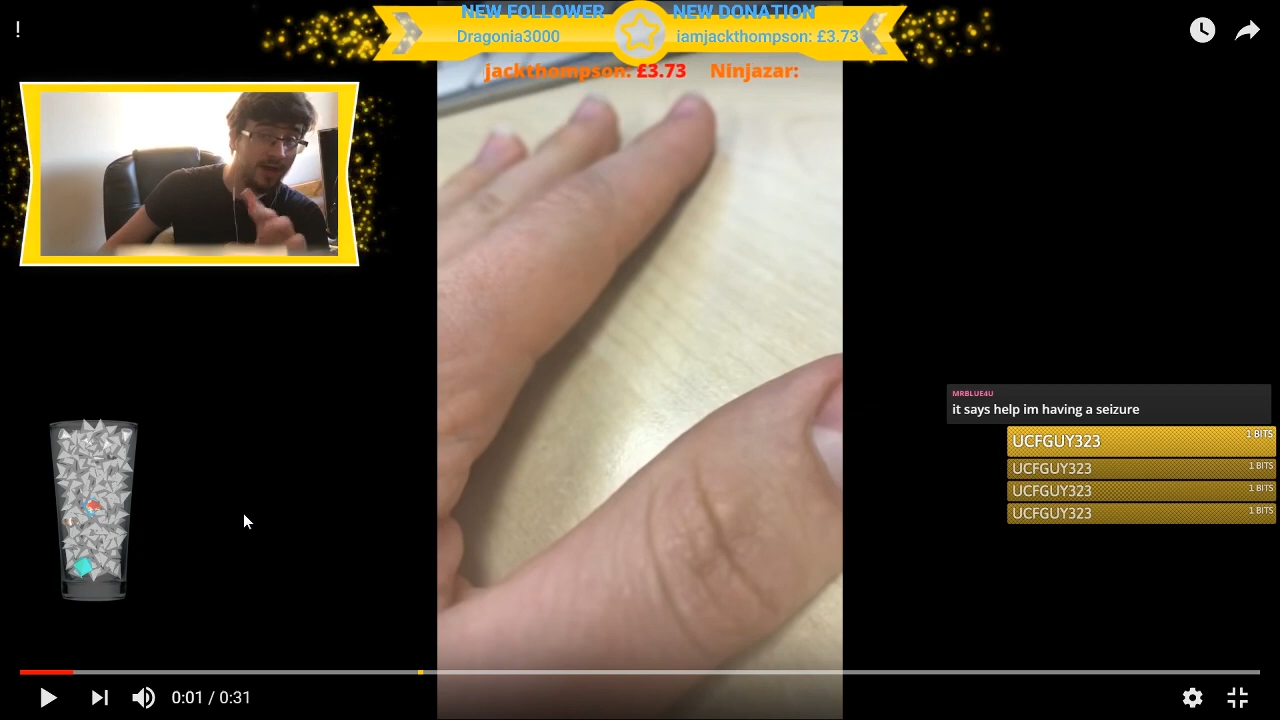 !
NEW FOLLOWER
NEW DONATION
Dragonia3000
iamjackthompson: £3.73
jackthompson: £3.73 Ninjazar:
MRBLUE4U
it says help im having a seizure
UCFGUY323 1 BITS
UCFGUY323 1 BITS
UCFGUY323 1 BITS
UCFGUY323 1 BITS
0:01 / 0:31